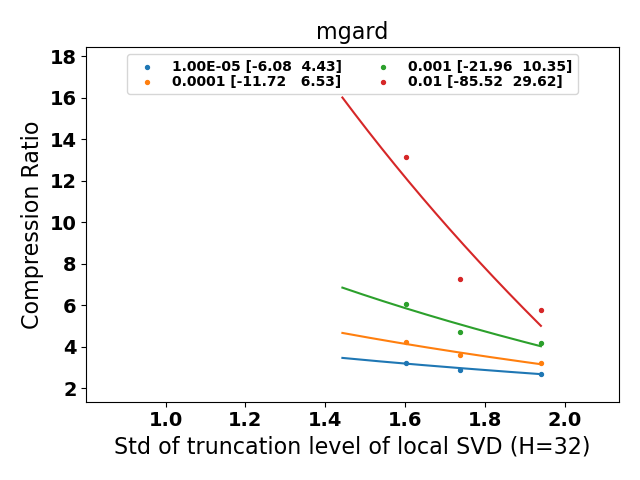 mgard
1.00E-05 [-6.08  4.43]
0.0001 [-11.72   6.53]
0.001 [-21.96  10.35]
0.01 [-85.52  29.62]
Compression Ratio
18
16
14
12
10
8
6
4
2
1.0 1.2 1.4 1.6 1.8 2.0
Std of truncation level of local SVD (H=32)